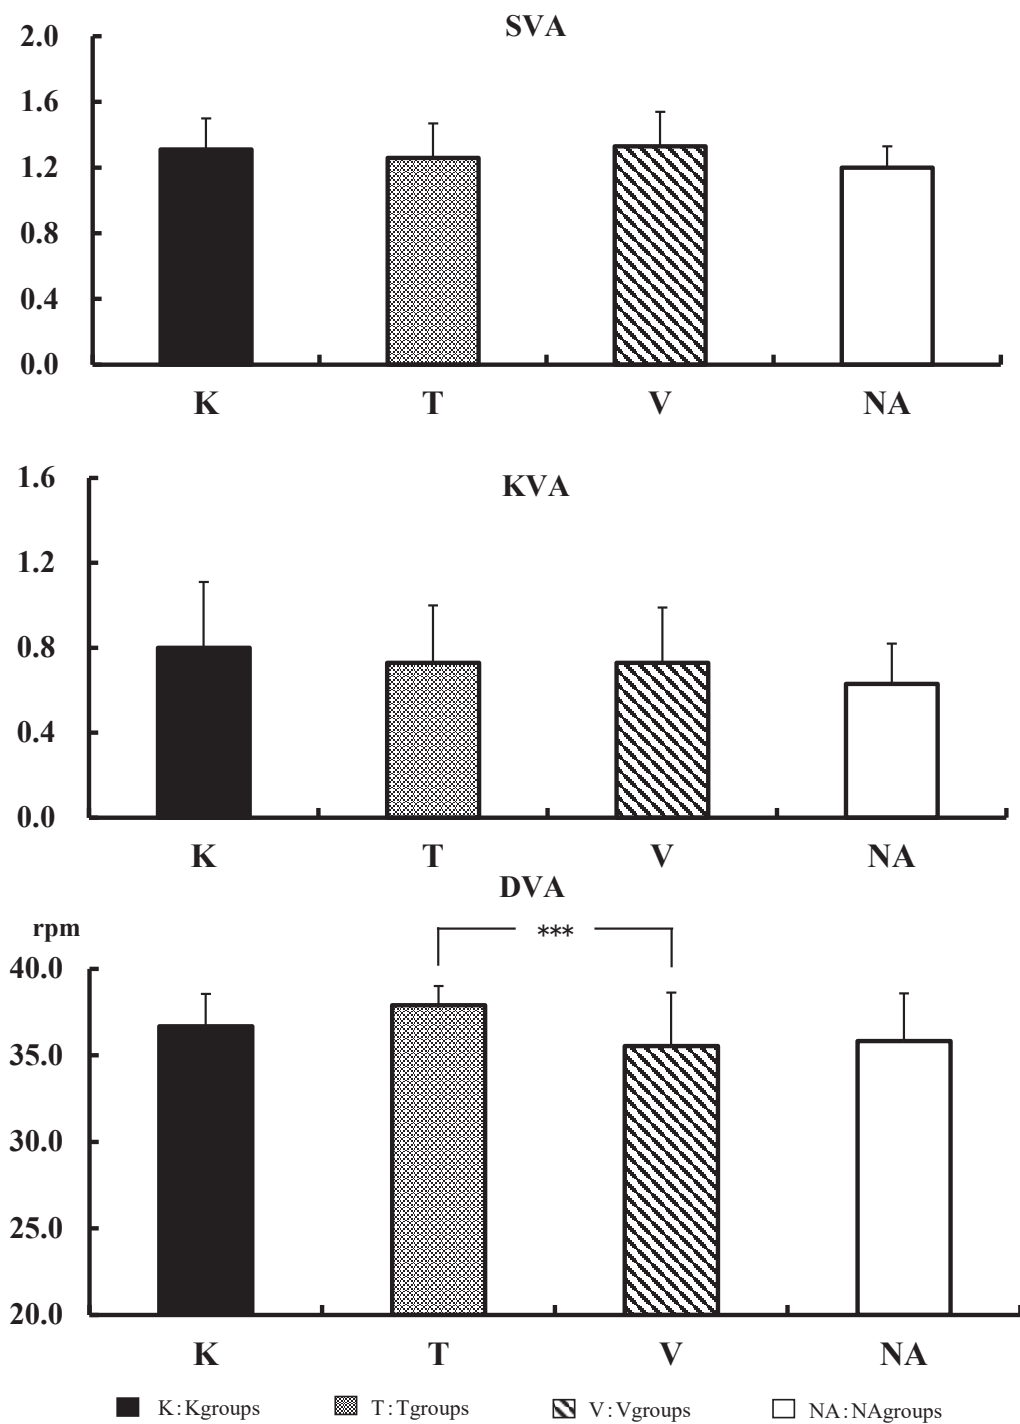 SVA
2.0
1.6
1.2
0.8
0.4
0.0
K T V NA
KVA
1.6
1.2
0.8
0.4
0.0
K T V NA
DVA
rpm
***
40.0
35.0
30.0
25.0
20.0
K T V NA
K:Kgroups T:Tgroups V:Vgroups NA:NAgroups